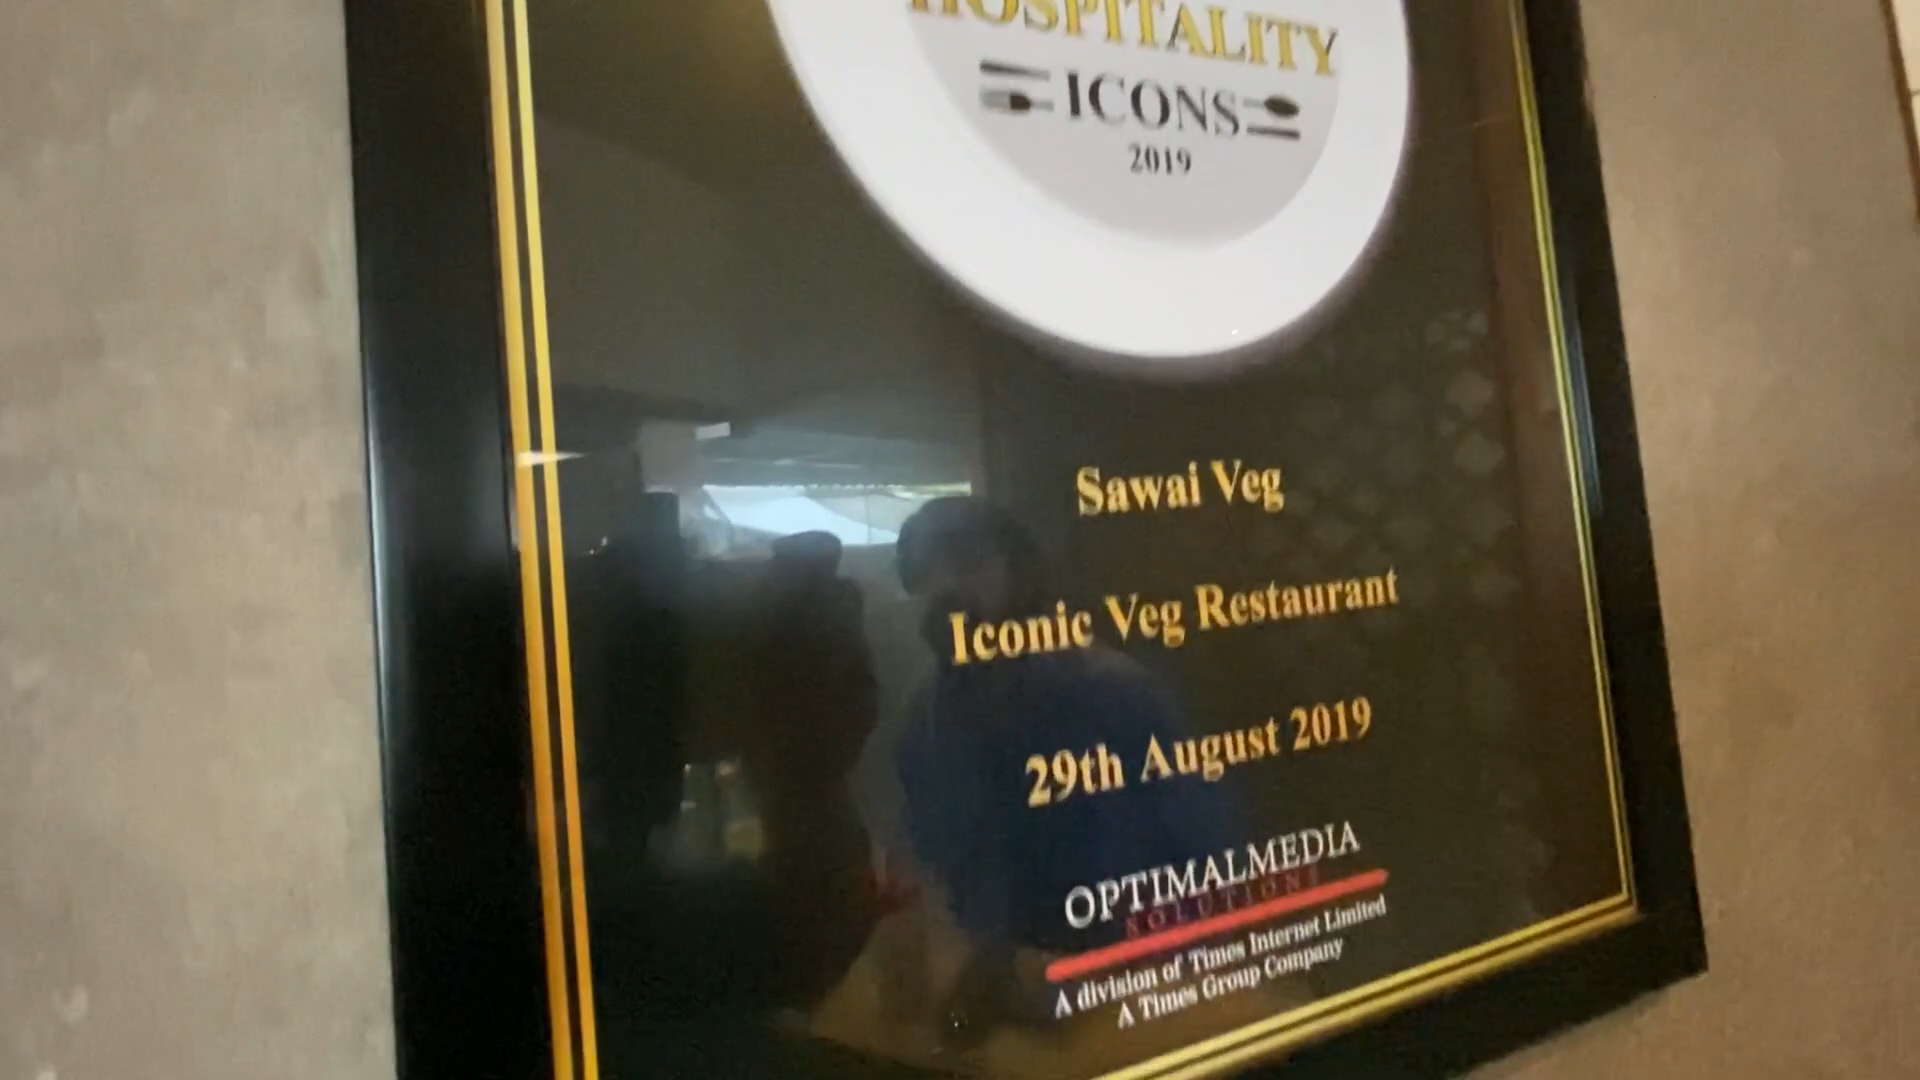 HOSPITALITY
ICONS
2019
Sawai Veg
Iconic Veg Restaurant
29th August 2019
OPTIMALMEDIA
SOLUTIONS
A division of Times Internet Limited
A Times Group Company